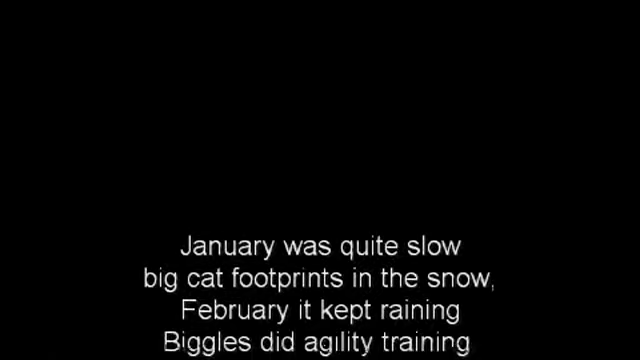 January was quite slow
big cat footprints in the snow,
February it kept raining
Biggles did agility training